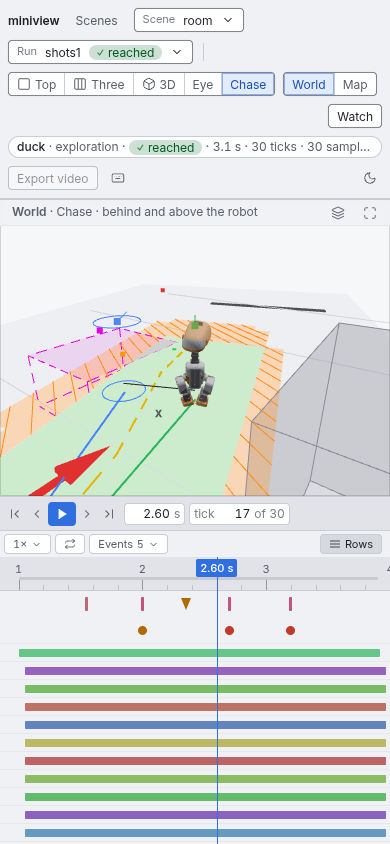 miniview Scenes Scene room
Run shots1 ✓ reached
Top Three 3D Eye Chase World Map
Watch
duck · exploration · ✓ reached · 3.1 s · 30 ticks · 30 sampl...
Export video
World · Chase · behind and above the robot
x
2.60 s tick 17 of 30
1× Events 5 Rows
1 2 2.60 s 3 4